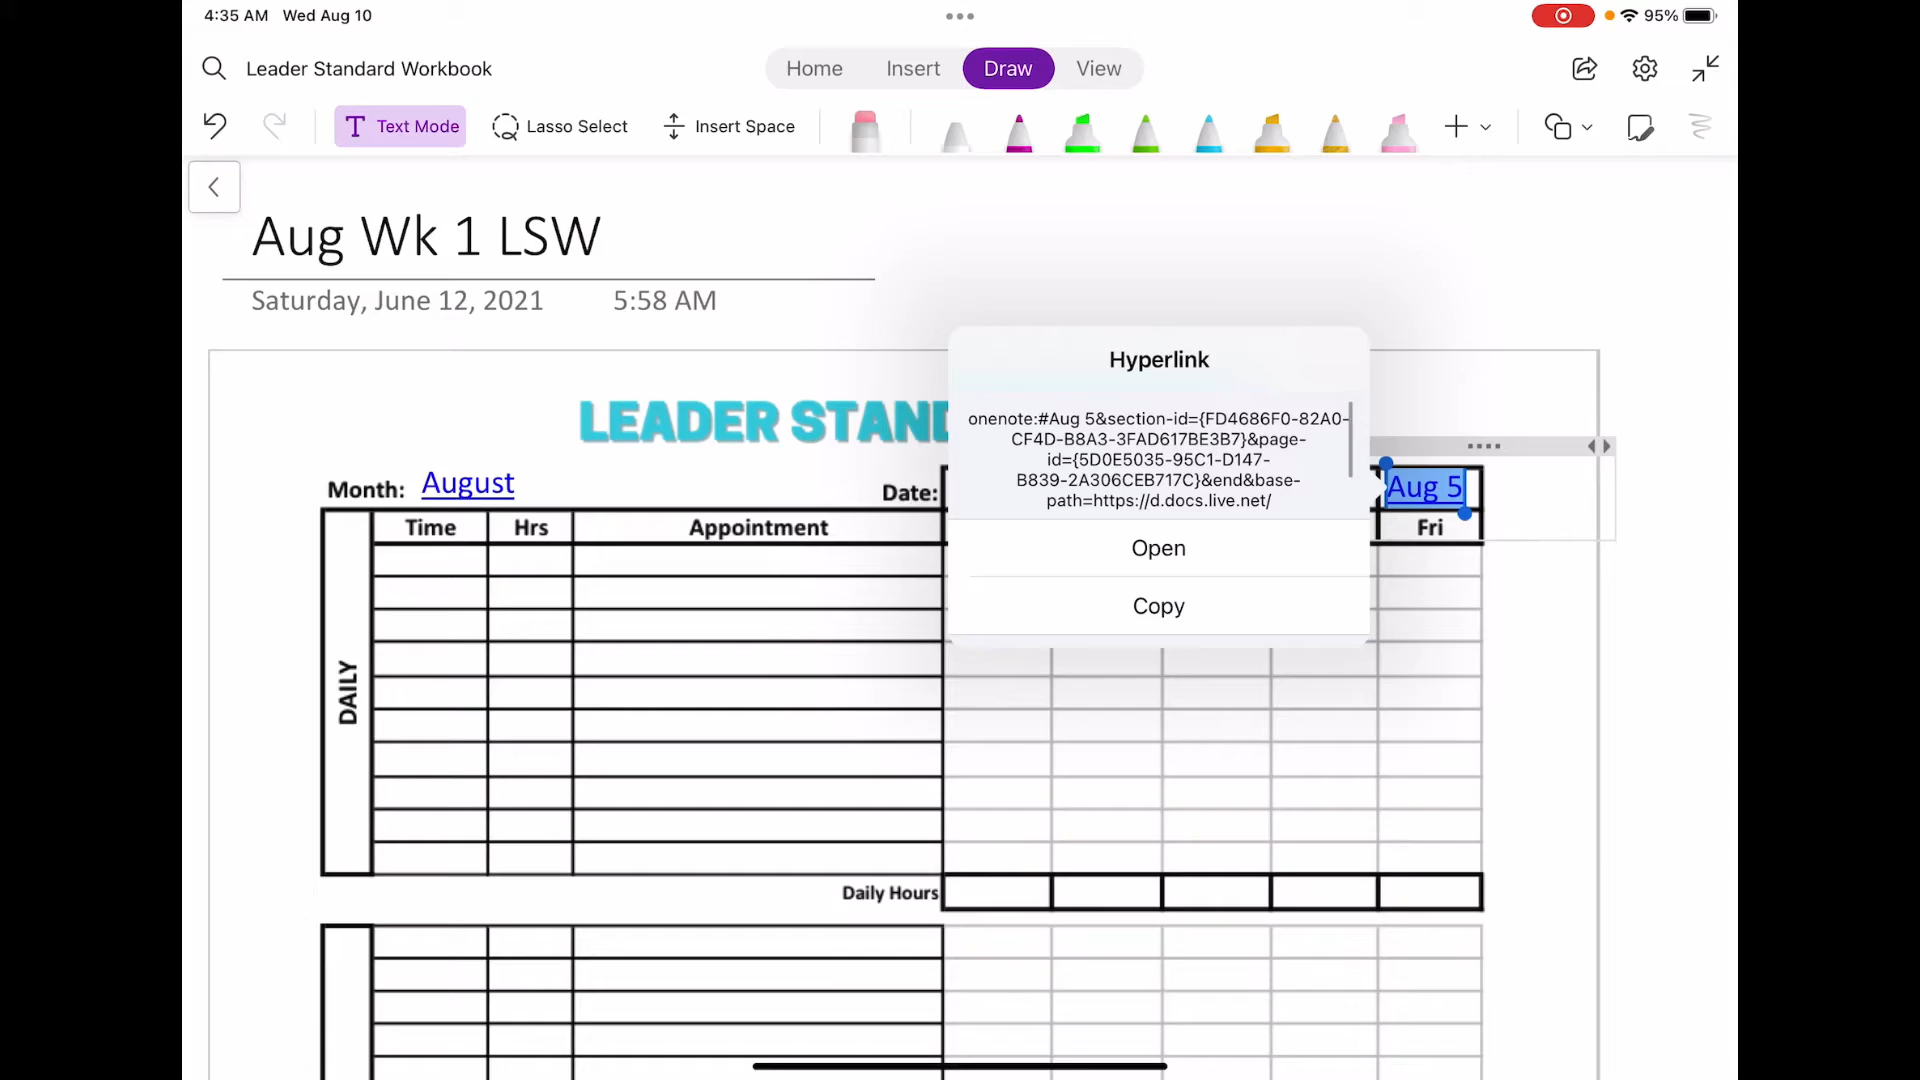 4:35 AM Wed Aug 10
95%
Leader Standard Workbook
Home Insert Draw View
Text Mode Lasso Select Insert Space
Aug Wk 1 LSW
Saturday, June 12, 2021 5:58 AM
Hyperlink
onenote:#Aug 5&section-id={FD4686F0-82A0-
CF4D-B8A3-3FAD617BE3B7}&page-
id={5D0E5035-95C1-D147-
B839-2A306CEB717C}&end&base-
path=https://d.docs.live.net/
Open
Copy
LEADER STAND
Month: August Date: Aug 5
Time Hrs Appointment Fri
DAILY
Daily Hours